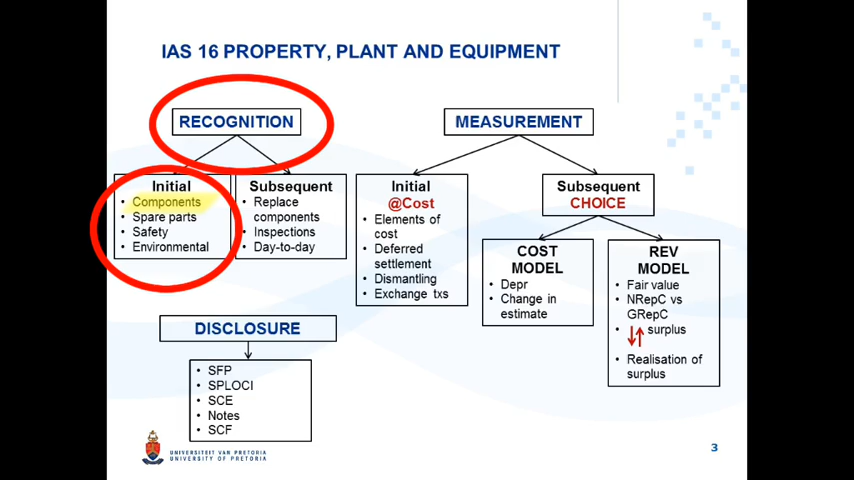 IAS 16 PROPERTY, PLANT AND EQUIPMENT
RECOGNITION
Initial
• Components
• Spare parts
• Safety
• Environmental
Subsequent
• Replace
components
• Inspections
• Day-to-day
MEASUREMENT
Initial
@Cost
• Elements of
cost
• Deferred
settlement
• Dismantling
• Exchange txs
Subsequent
CHOICE
COST
MODEL
• Depr
• Change in
estimate
REV
MODEL
• Fair value
• NRepC vs
GRepC
• ↓↑ surplus
• Realisation of
surplus
DISCLOSURE
• SFP
• SPLOCI
• SCE
• Notes
• SCF
UNIVERSITEIT VAN PRETORIA
UNIVERSITY OF PRETORIA
3